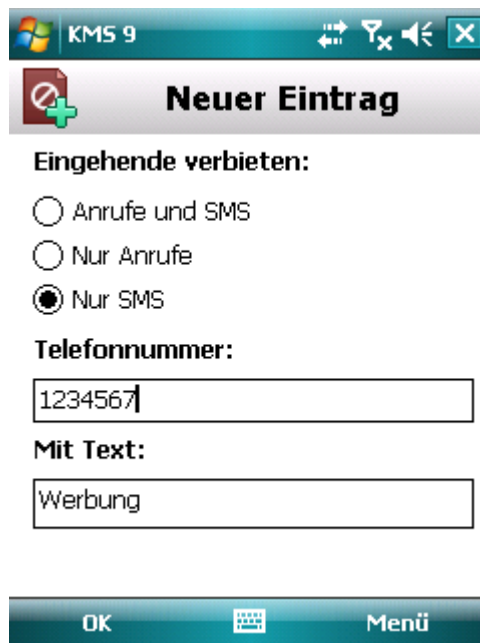 KMS 9
Neuer Eintrag
Eingehende verbieten:
Anrufe und SMS
Nur Anrufe
Nur SMS
Telefonnummer:
1234567
Mit Text:
Werbung
OK
Menü